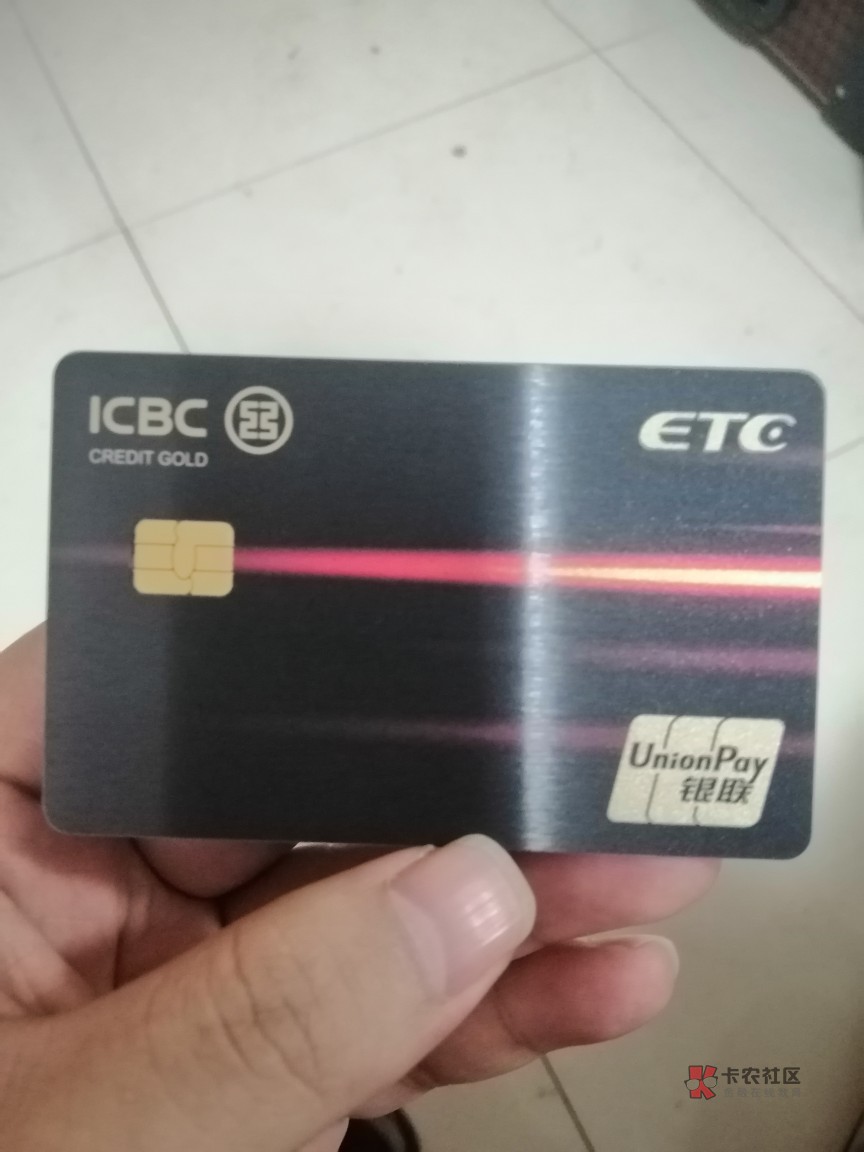 ICBC
CREDIT GOLD
ETC
UnionPay
银联
卡农社区